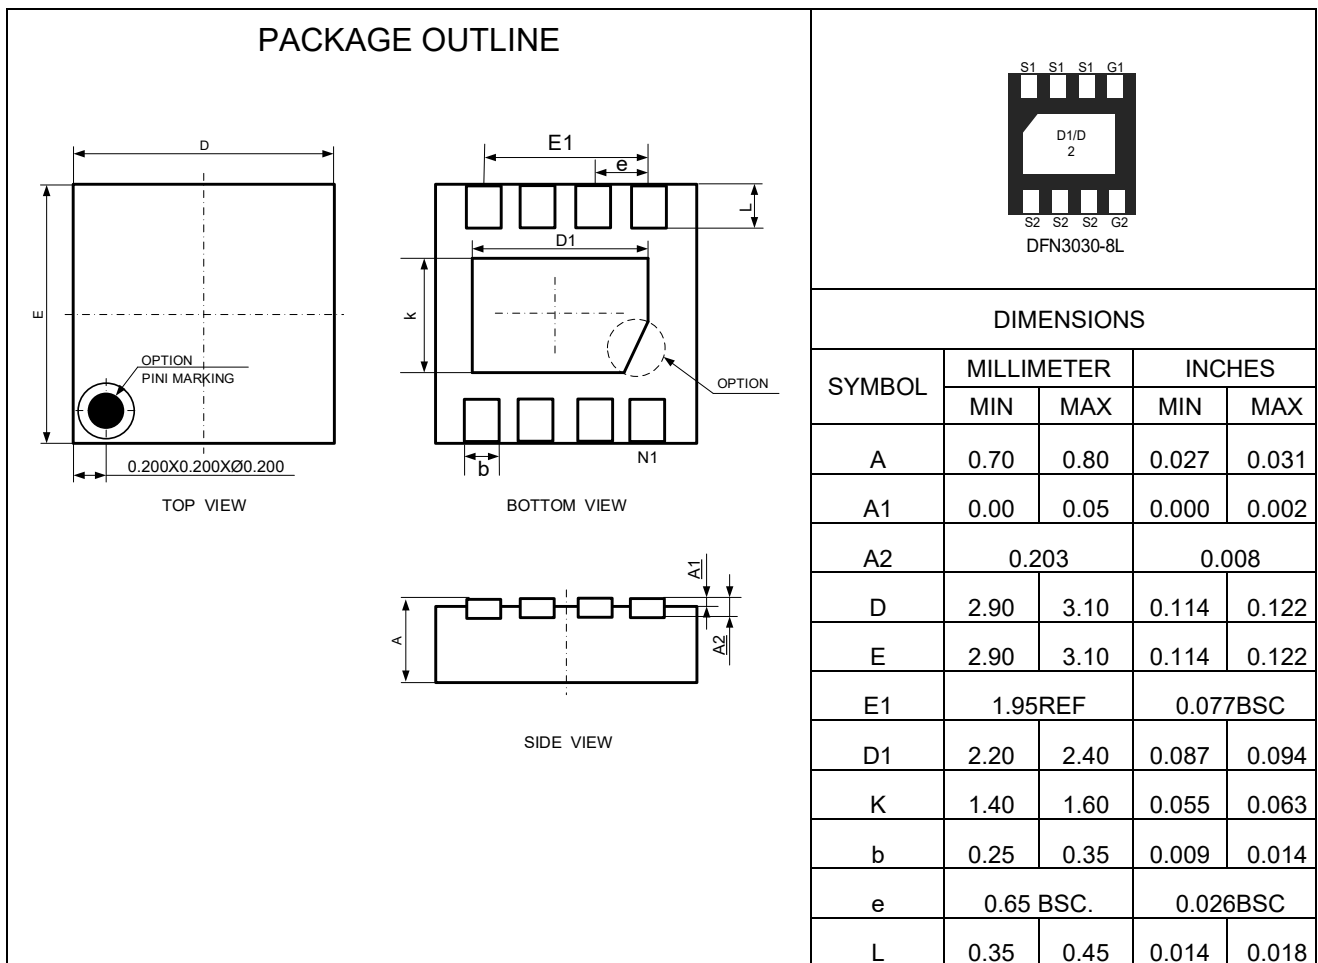 PACKAGE OUTLINE
D
E
OPTION
PINI MARKING
0.200X0.200XØ0.200
TOP VIEW
E1
e
L
D1
k
OPTION
b
N1
BOTTOM VIEW
A
A1
A2
SIDE VIEW
S1 S1 S1 G1
D1/D
2
S2 S2 S2 G2
DFN3030-8L
DIMENSIONS
SYMBOL MILLIMETER INCHES
MIN MAX MIN MAX
A 0.70 0.80 0.027 0.031
A1 0.00 0.05 0.000 0.002
A2 0.203 0.008
D 2.90 3.10 0.114 0.122
E 2.90 3.10 0.114 0.122
E1 1.95REF 0.077BSC
D1 2.20 2.40 0.087 0.094
K 1.40 1.60 0.055 0.063
b 0.25 0.35 0.009 0.014
e 0.65 BSC. 0.026BSC
L 0.35 0.45 0.014 0.018